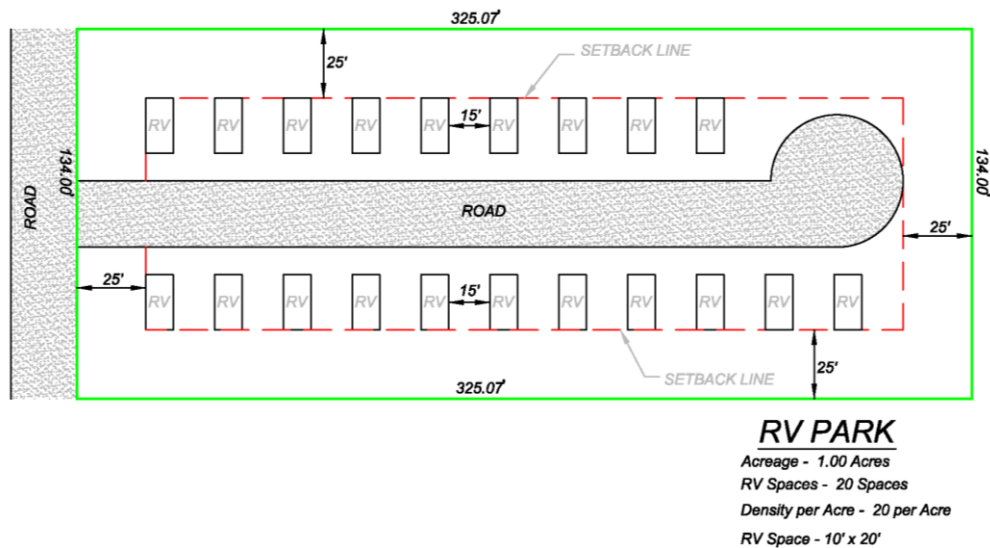 325.07'
25'
SETBACK LINE
RV RV RV RV RV 15' RV RV RV RV
134.00'
134.00'
ROAD
ROAD
25'
25'
RV RV RV RV RV 15' RV RV RV RV RV RV
25'
SETBACK LINE
325.07'
RV PARK
Acreage - 1.00 Acres
RV Spaces - 20 Spaces
Density per Acre - 20 per Acre
RV Space - 10' x 20'